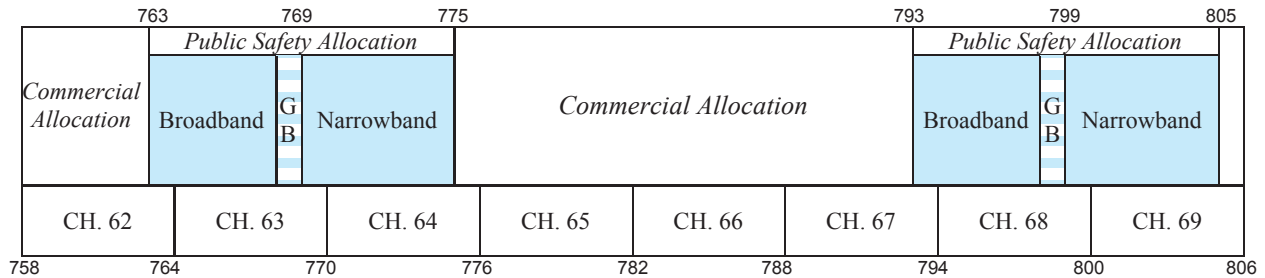 763 769 775 793 799 805
Public Safety Allocation Public Safety Allocation
Commercial
Allocation
Broadband
G
B
Narrowband
Commercial Allocation
Broadband
G
B
Narrowband
CH. 62 CH. 63 CH. 64 CH. 65 CH. 66 CH. 67 CH. 68 CH. 69
758 764 770 776 782 788 794 800 806